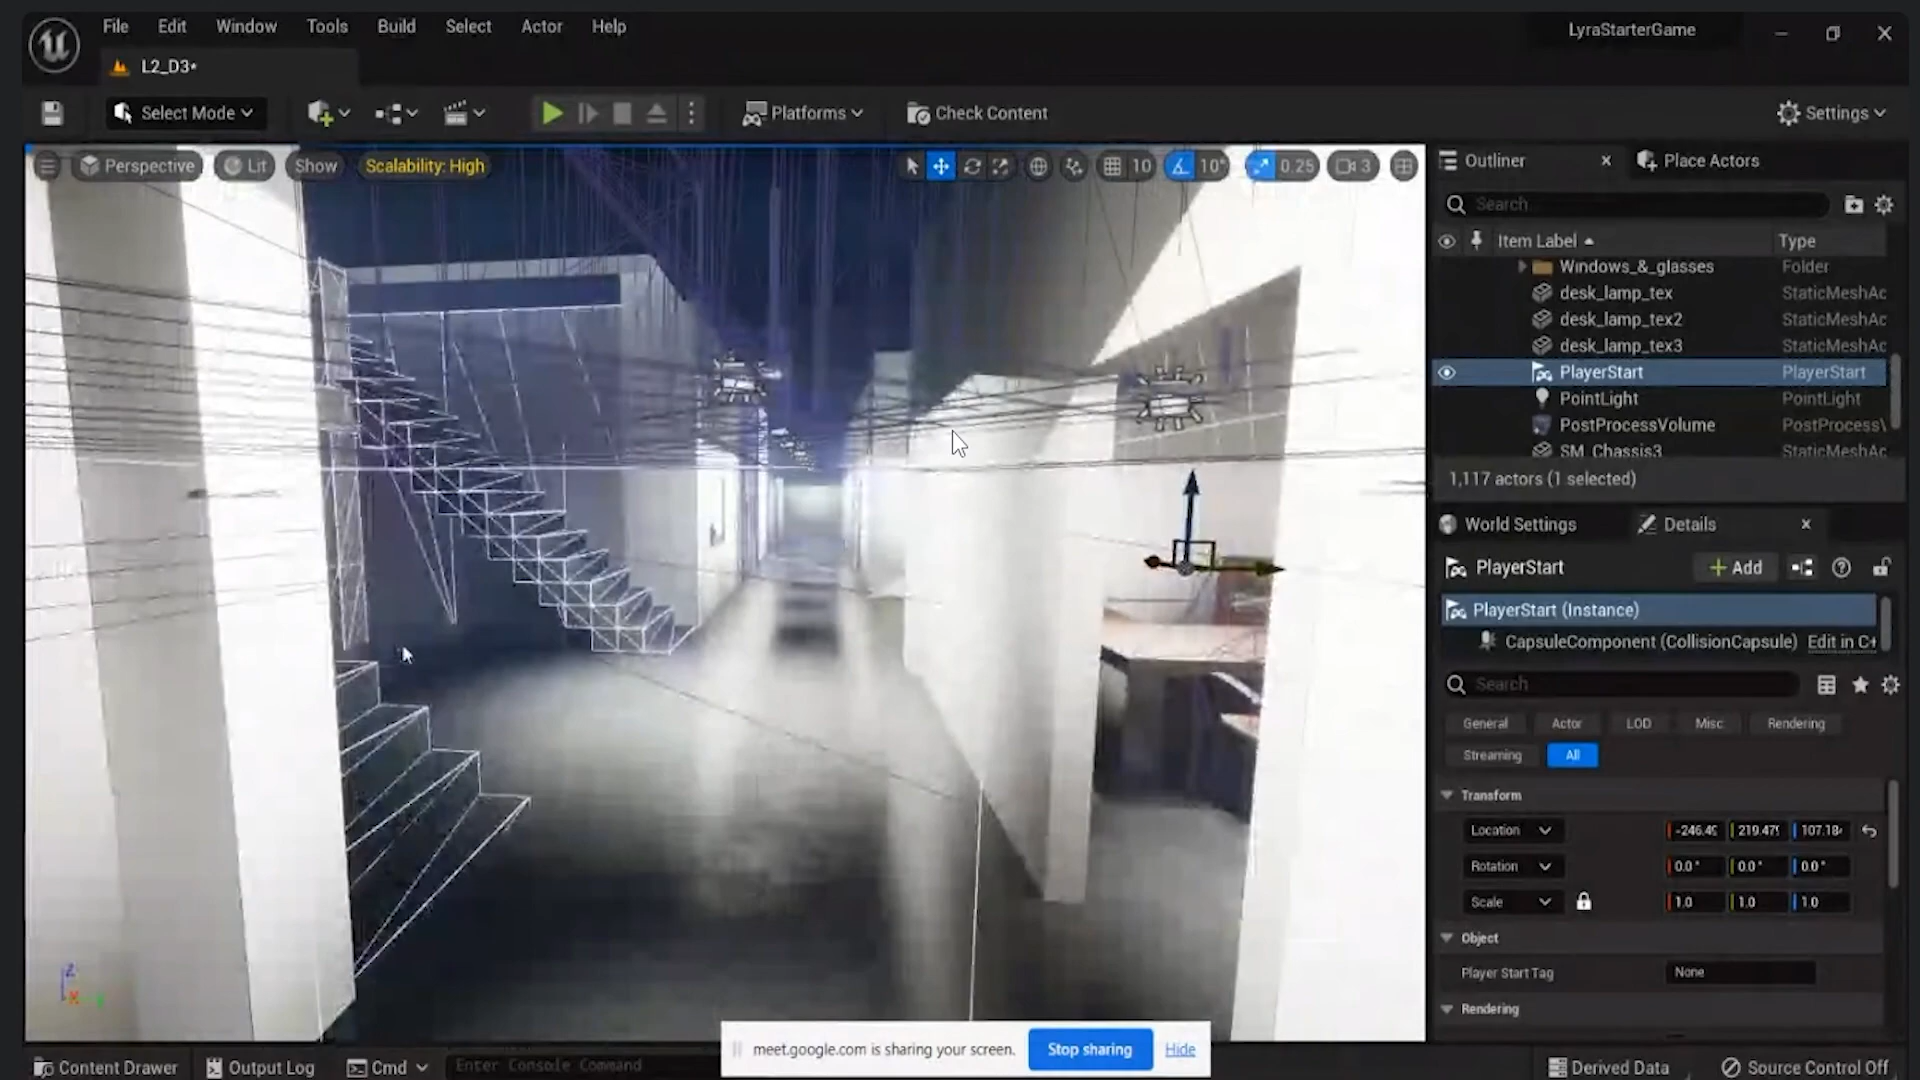 File Edit Window Tools Build Select Actor Help
LyraStarterGame
L2_D3*
Select Mode
Platforms
Check Content
Settings
Perspective
Lit
Show
Scalability: High
10
10°
0.25
3
Outliner
Place Actors
Search...
Item Label
Type
Windows_&_glasses Folder
desk_lamp_tex StaticMeshAc
desk_lamp_tex2 StaticMeshAc
desk_lamp_tex3 StaticMeshAc
PlayerStart PlayerStart
PointLight PointLight
PostProcessVolume PostProcess\
SM_Chassis3 StaticMeshAc
1,117 actors (1 selected)
World Settings
Details
PlayerStart
Add
PlayerStart (Instance)
CapsuleComponent (CollisionCapsule) Edit in C+
Search
General Actor LOD Misc Rendering
Streaming All
Transform
Location -246.49 219.479 107.184
Rotation 0.0° 0.0° 0.0°
Scale 1.0 1.0 1.0
Object
Player Start Tag None
Rendering
Z
X
meet.google.com is sharing your screen.
Stop sharing
Hide
Content Drawer
Output Log
Cmd
Enter Console Command
Derived Data
Source Control Off